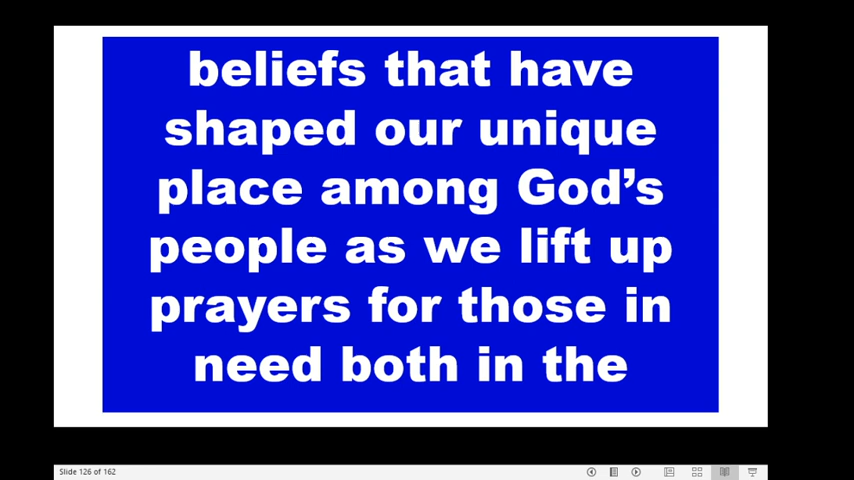 beliefs that have
shaped our unique
place among God’s
people as we lift up
prayers for those in
need both in the
Slide 126 of 162